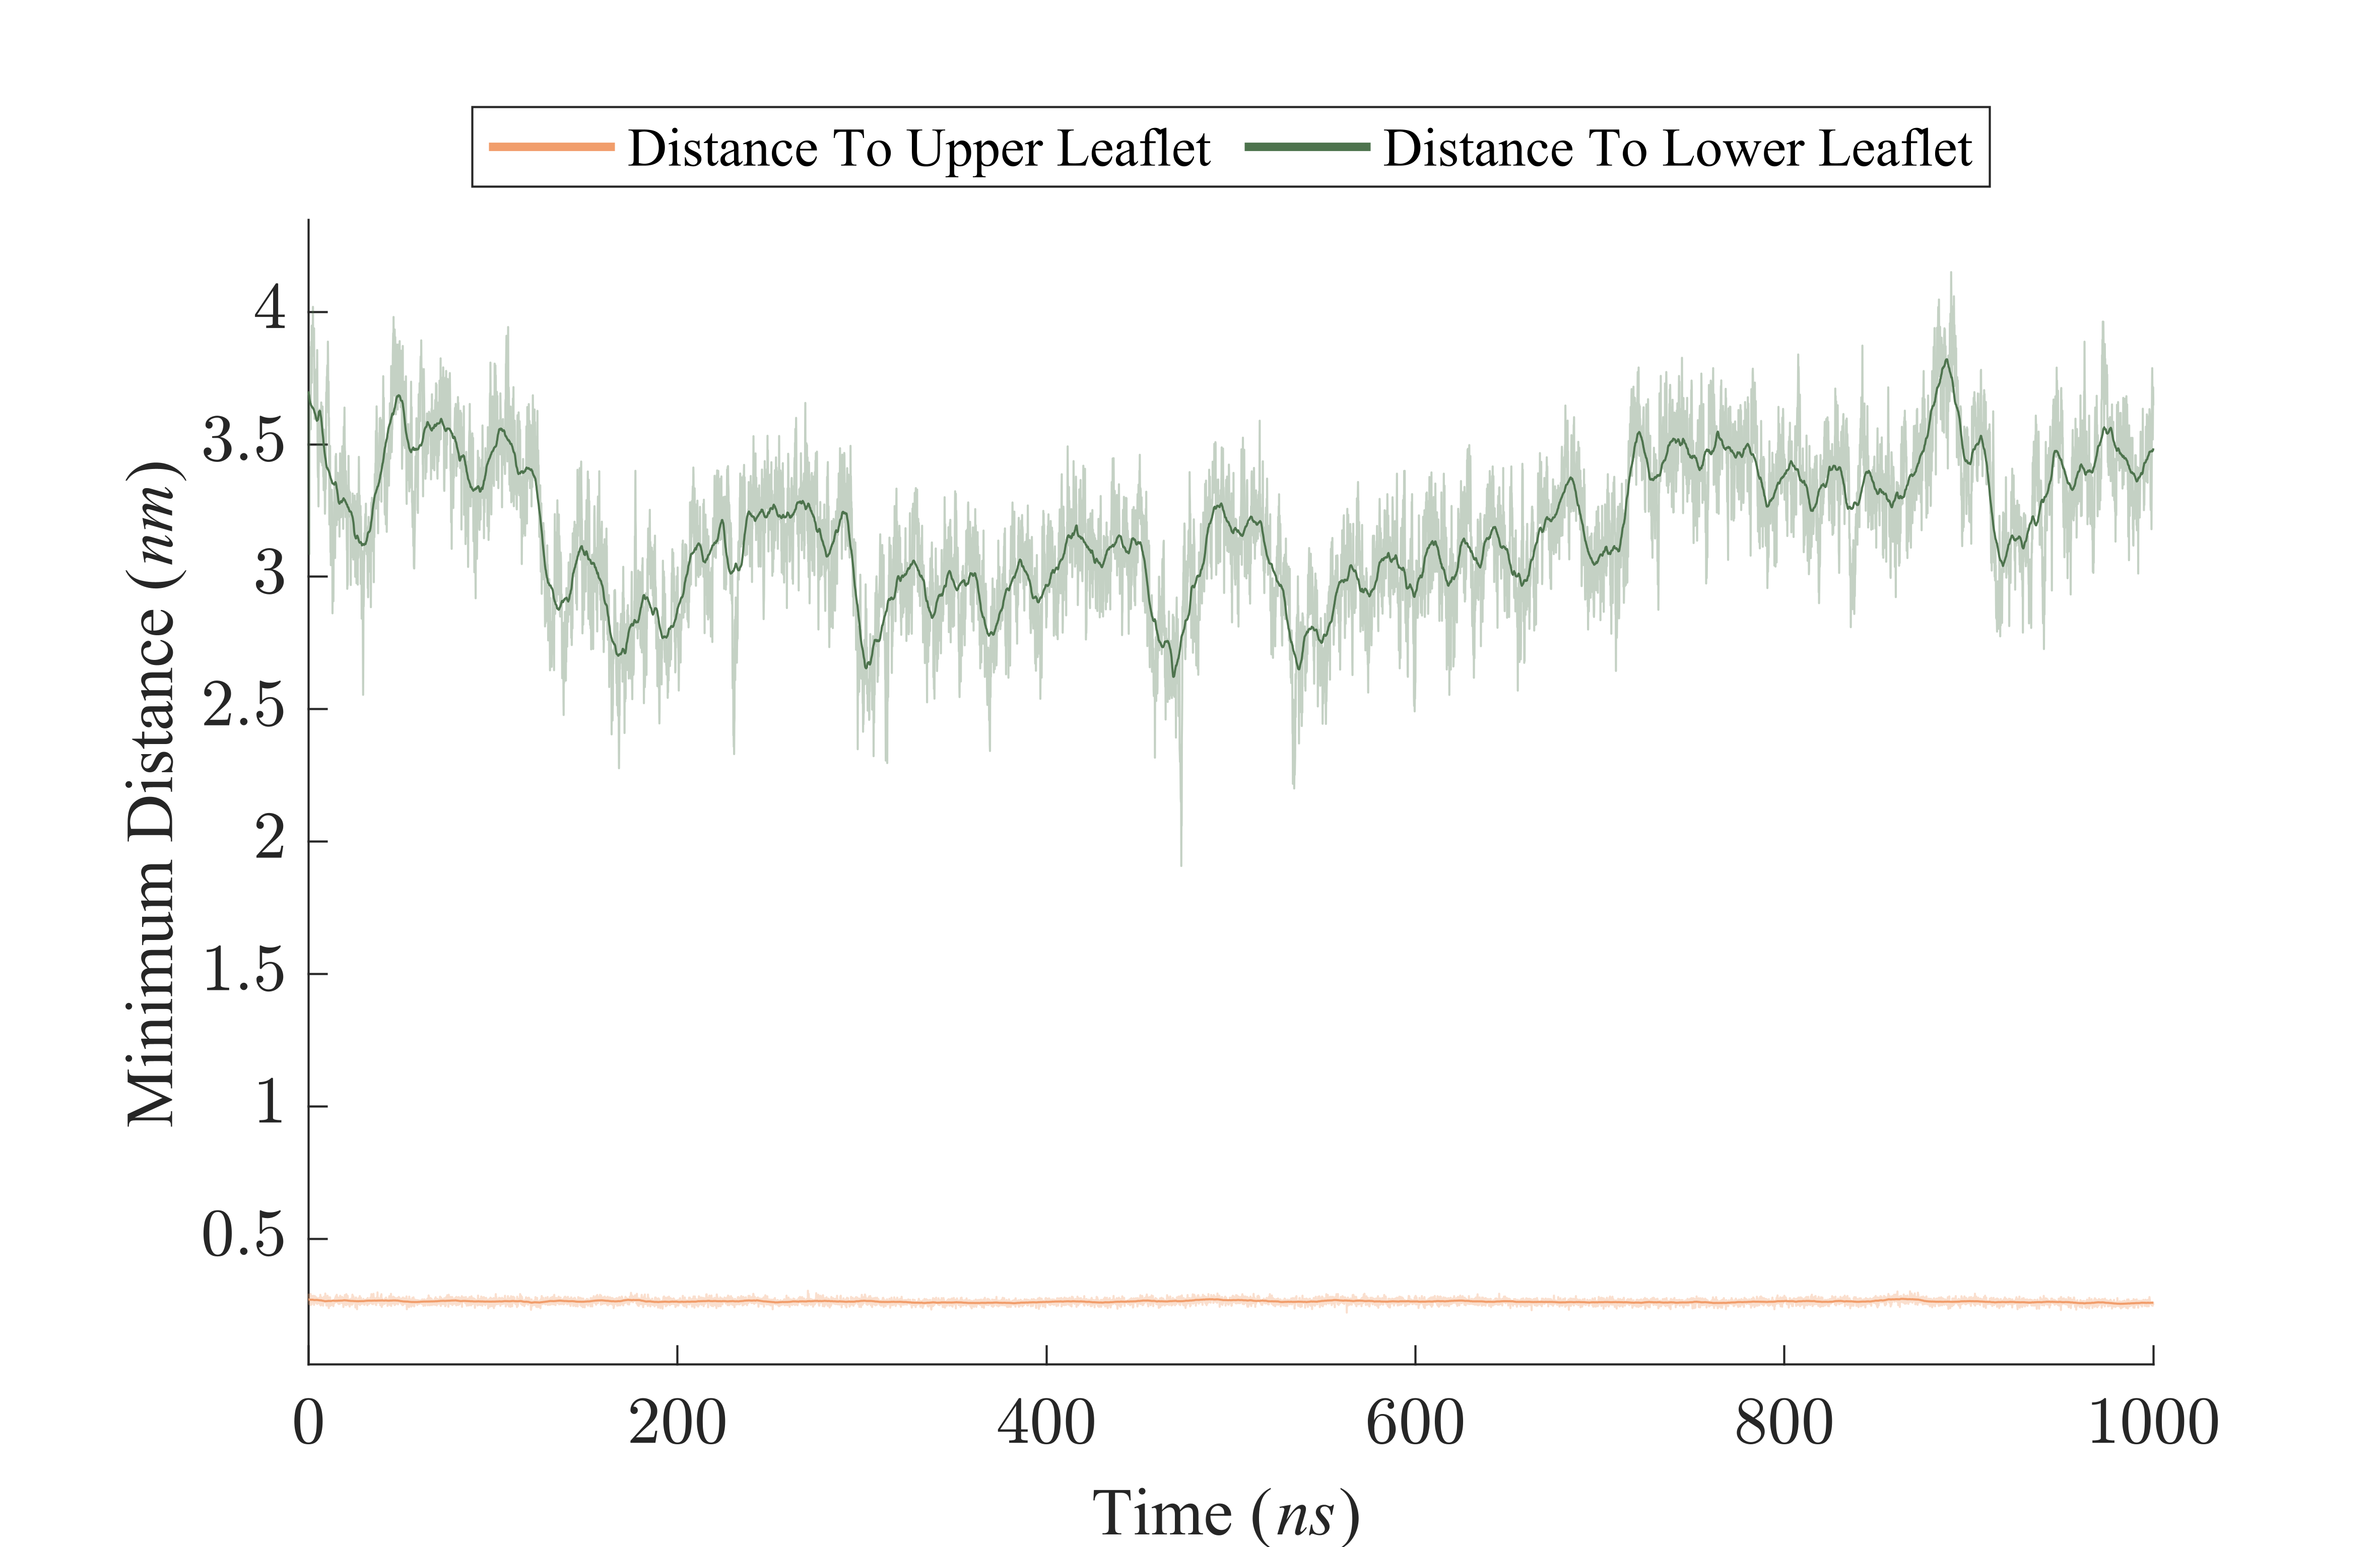 Distance To Upper Leaflet Distance To Lower Leaflet
Minimum Distance (nm)
4
3.5
3
2.5
2
1.5
1
0.5
0 200 400 600 800 1000
Time (ns)